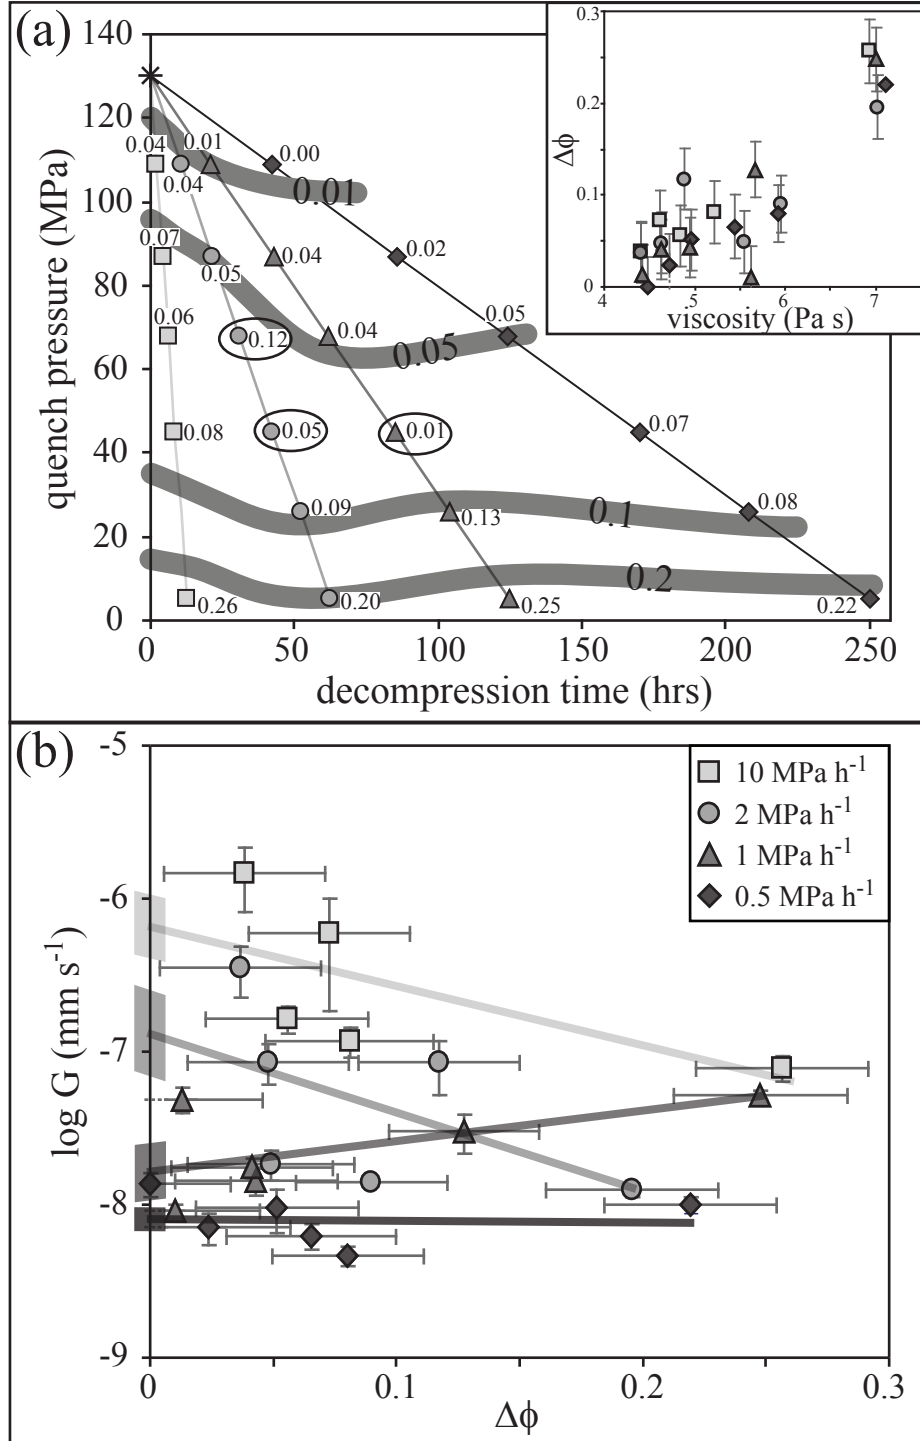 (a)
140
120
100
80
60
40
20
0
quench pressure (MPa)
0.04
0.01
0.00
0.04
0.01
0.07
0.05
0.04
0.02
0.06
0.12
0.04
0.05
0.05
0.08
0.05
0.01
0.07
0.09
0.13
0.1
0.08
0.26
0.20
0.25
0.2
0.22
0 50 100 150 200 250
decompression time (hrs)
0.3
0.2
0.1
0
Δϕ
4 5 6 7
viscosity (Pa s)
(b)
-5
-6
-7
-8
-9
log G (mm s-1)
10 MPa h-1
2 MPa h-1
1 MPa h-1
0.5 MPa h-1
0 0.1 0.2 0.3
Δϕ